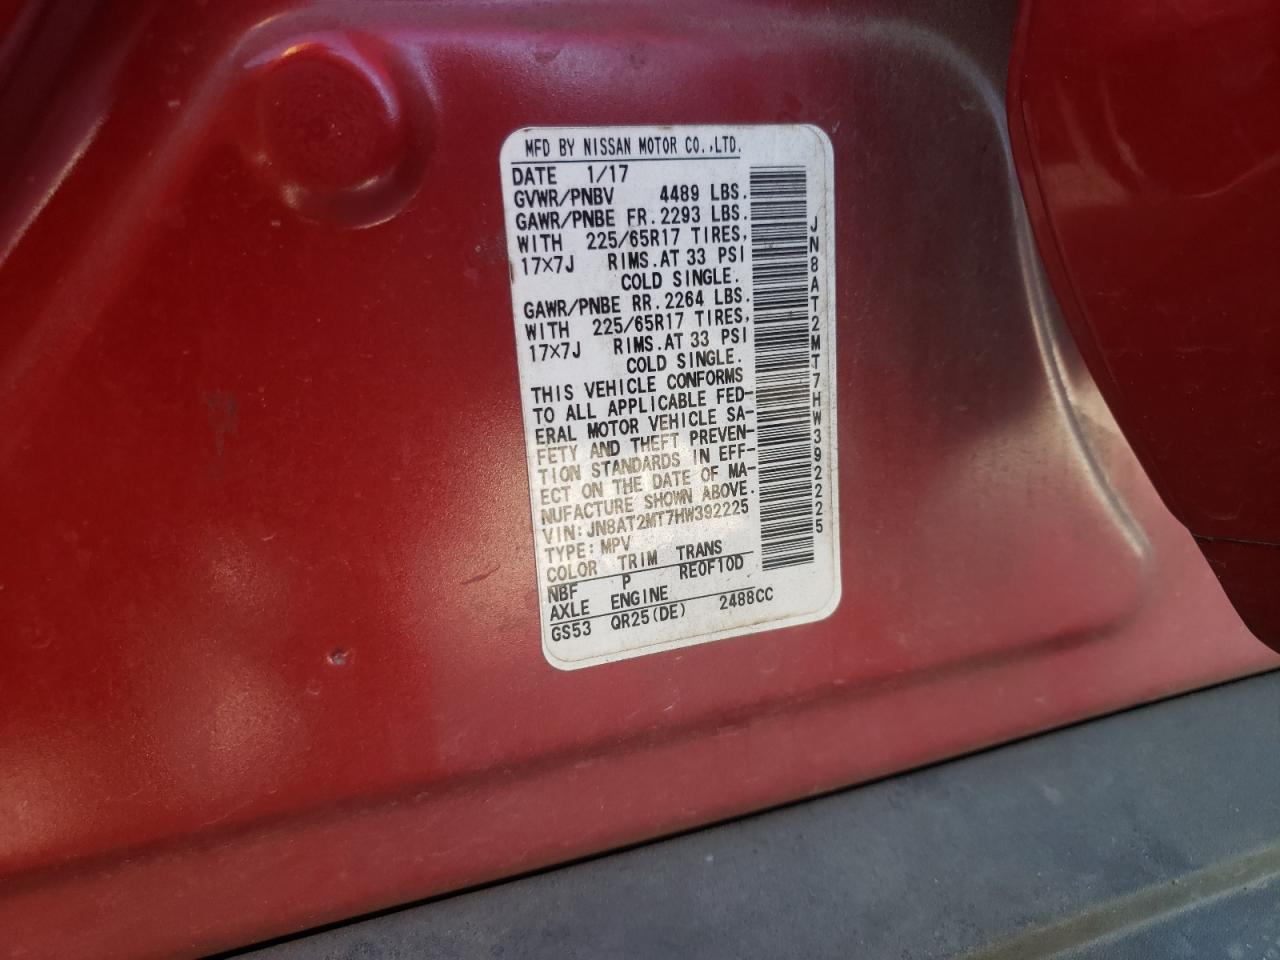 MFD BY NISSAN MOTOR CO.,LTD.
DATE 1/17
GVWR/PNBV 4489 LBS.
GAWR/PNBE FR. 2293 LBS.
WITH 225/65R17 TIRES,
17X7J RIMS. AT 33 PSI
COLD SINGLE.
GAWR/PNBE RR. 2264 LBS.
WITH 225/65R17 TIRES,
17X7J RIMS. AT 33 PSI
COLD SINGLE.
THIS VEHICLE CONFORMS
TO ALL APPLICABLE FED-
ERAL MOTOR VEHICLE SA-
FETY AND THEFT PREVEN-
TION STANDARDS IN EFF-
ECT ON THE DATE OF MA-
NUFACTURE SHOWN ABOVE.
VIN: JN8AT2MT7HW392225
TYPE: MPV
COLOR TRIM TRANS
NBF P RE0F10D
AXLE ENGINE
GS53 QR25(DE) 2488CC
JN8AT2MT7HW392225